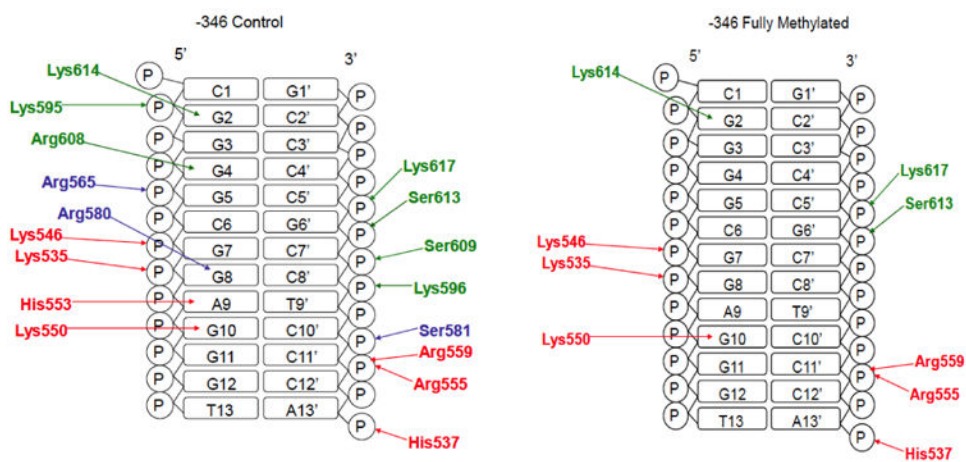 -346 Control
5’
3’
Lys614
P C1 G1’ P
Lys595 P G2 C2’ P
Arg608 P G3 C3’ P
P G4 C4’ P
Arg565 P G5 C5’ P Lys617
Arg580 P C6 G6’ P Ser613
Lys546 P G7 C7’ P Ser609
Lys535 P G8 C8’ P Lys596
His553 P A9 T9’ P
Lys550 P G10 C10’ P Ser581
Arg559
P G11 C11’ P Arg555
P G12 C12’ P
P T13 A13’ P His537
-346 Fully Methylated
5’
3’
Lys614
P C1 G1’ P
P G2 C2’ P
P G3 C3’ P
P G4 C4’ P
P G5 C5’ P Lys617
P C6 G6’ P Ser613
Lys546 P G7 C7’ P
Lys535 P G8 C8’ P
P A9 T9’ P
Lys550 P G10 C10’ P
Arg559
P G11 C11’ P Arg555
P G12 C12’ P
P T13 A13’ P His537